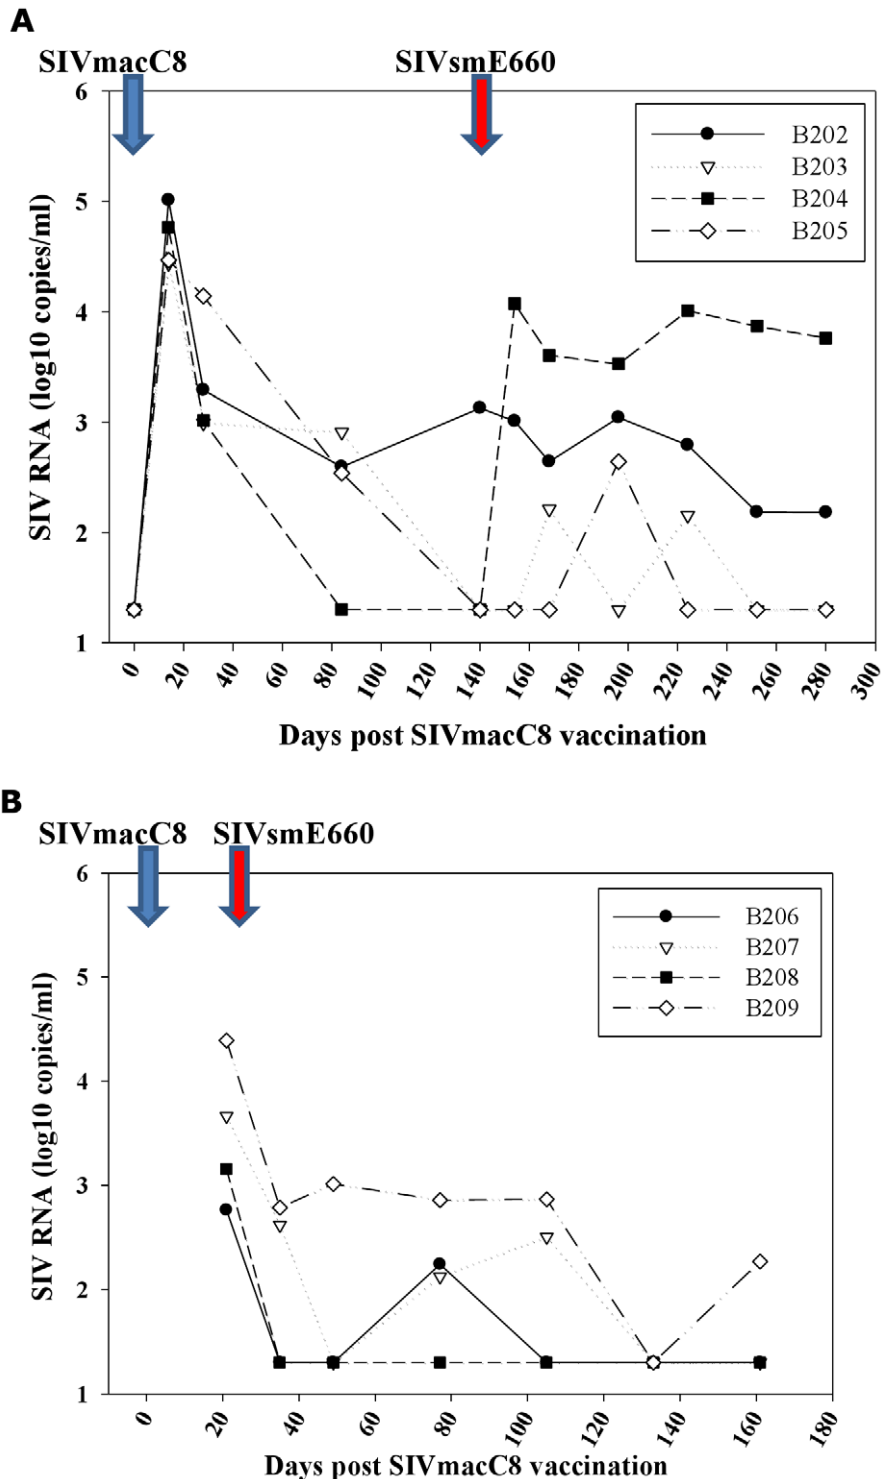 A
SIVmacC8 SIVsmE660
6
5
4
3
2
1
SIV RNA (log10 copies/ml)
B202
B203
B204
B205
0 20 40 60 80 100 120 140 160 180 200 220 240 260 280 300
Days post SIVmacC8 vaccination
B
SIVmacC8 SIVsmE660
6
5
4
3
2
1
SIV RNA (log10 copies/ml)
B206
B207
B208
B209
0 20 40 60 80 100 120 140 160 180
Days post SIVmacC8 vaccination